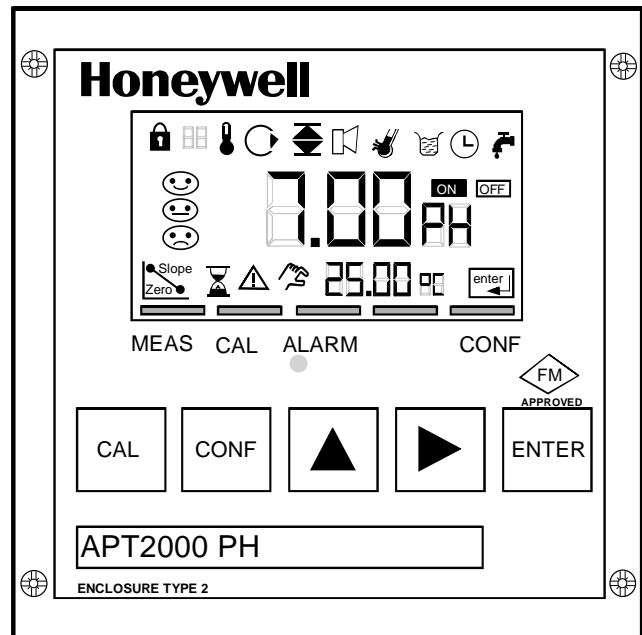 Honeywell
ON OFF
7.00 PH
Slope
Zero
25.00 °C
enter
MEAS CAL ALARM CONF
FM
APPROVED
CAL CONF ENTER
APT2000 PH
ENCLOSURE TYPE 2